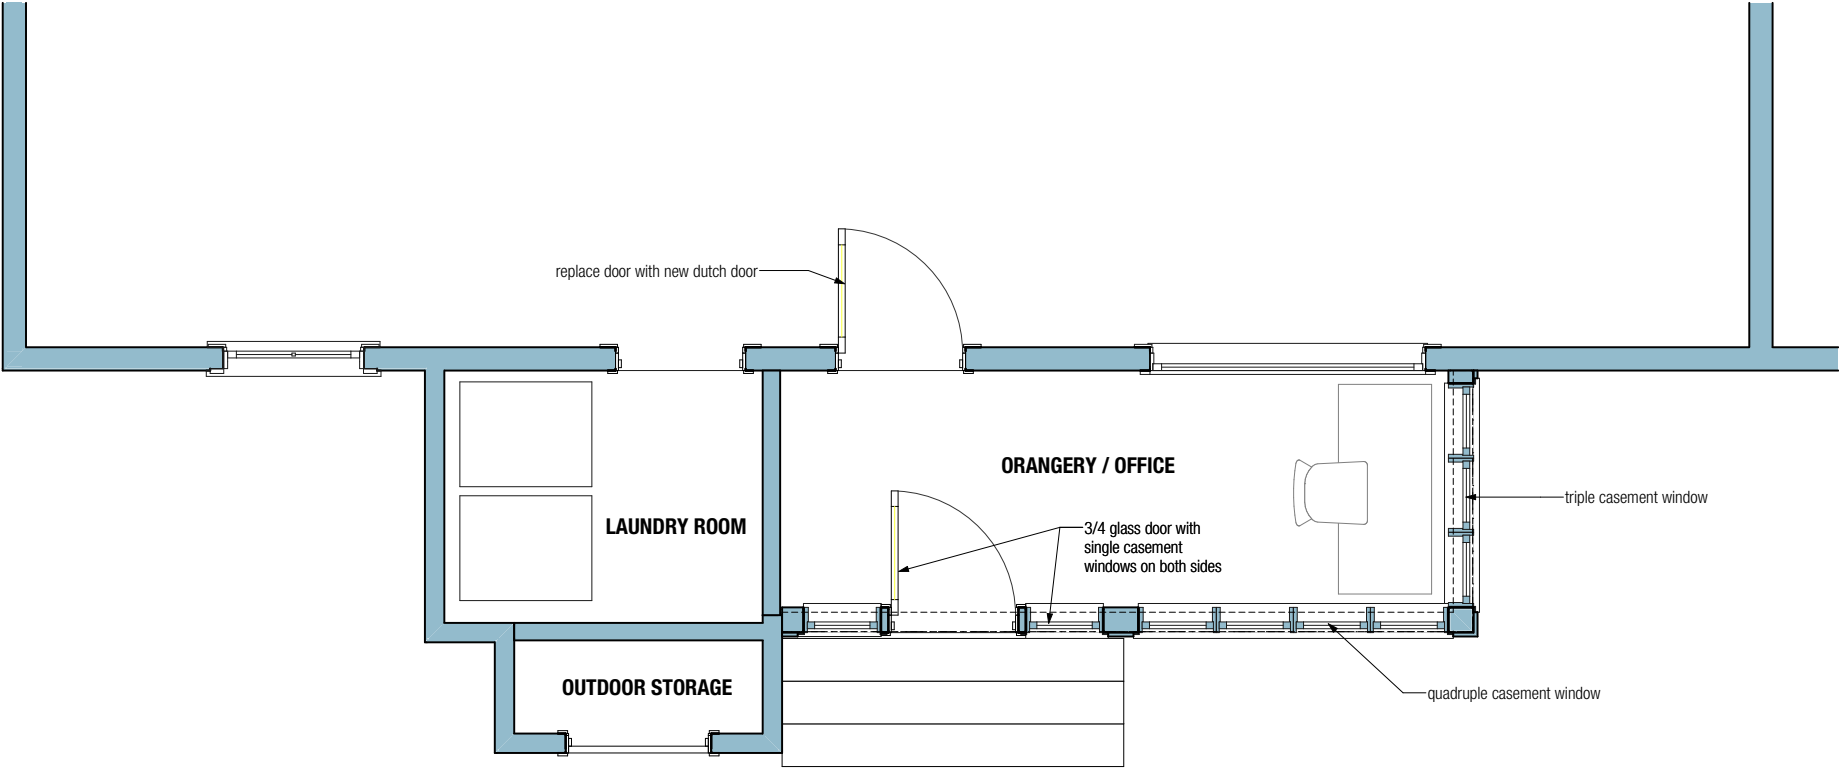 replace door with new dutch door
ORANGERY / OFFICE
triple casement window
LAUNDRY ROOM
3/4 glass door with
single casement
windows on both sides
OUTDOOR STORAGE
quadruple casement window